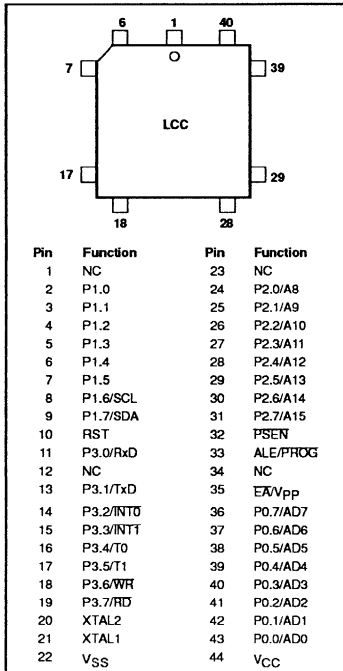 6 1 40
7 39
LCC
17 29
18 28
Pin Function Pin Function
1 NC 23 NC
2 P1.0 24 P2.0/A8
3 P1.1 25 P2.1/A9
4 P1.2 26 P2.2/A10
5 P1.3 27 P2.3/A11
6 P1.4 28 P2.4/A12
7 P1.5 29 P2.5/A13
8 P1.6/SCL 30 P2.6/A14
9 P1.7/SDA 31 P2.7/A15
10 RST 32 P̅S̅E̅N̅
11 P3.0/RxD 33 ALE/P̅R̅O̅G̅
12 NC 34 NC
13 P3.1/TxD 35 E̅A̅/VPP
14 P3.2/I̅N̅T̅0̅ 36 P0.7/AD7
15 P3.3/I̅N̅T̅1̅ 37 P0.6/AD6
16 P3.4/T0 38 P0.5/AD5
17 P3.5/T1 39 P0.4/AD4
18 P3.6/W̅R̅ 40 P0.3/AD3
19 P3.7/R̅D̅ 41 P0.2/AD2
20 XTAL2 42 P0.1/AD1
21 XTAL1 43 P0.0/AD0
22 VSS 44 VCC